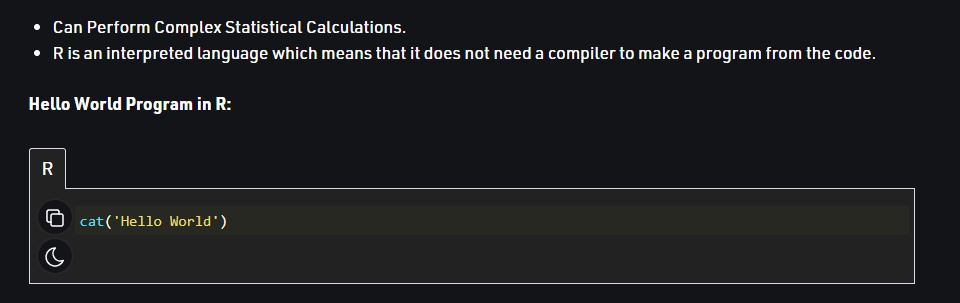 • Can Perform Complex Statistical Calculations.
• R is an interpreted language which means that it does not need a compiler to make a program from the code.
Hello World Program in R:
R
cat('Hello World')